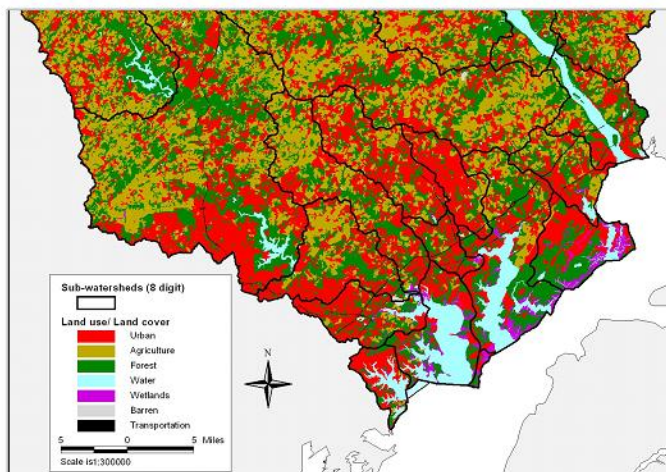 N
Sub-watersheds (8 digit)
Land use/ Land cover
Urban
Agriculture
Forest
Water
Wetlands
Barren
Transportation
5 0 5 Miles
Scale is1:300000